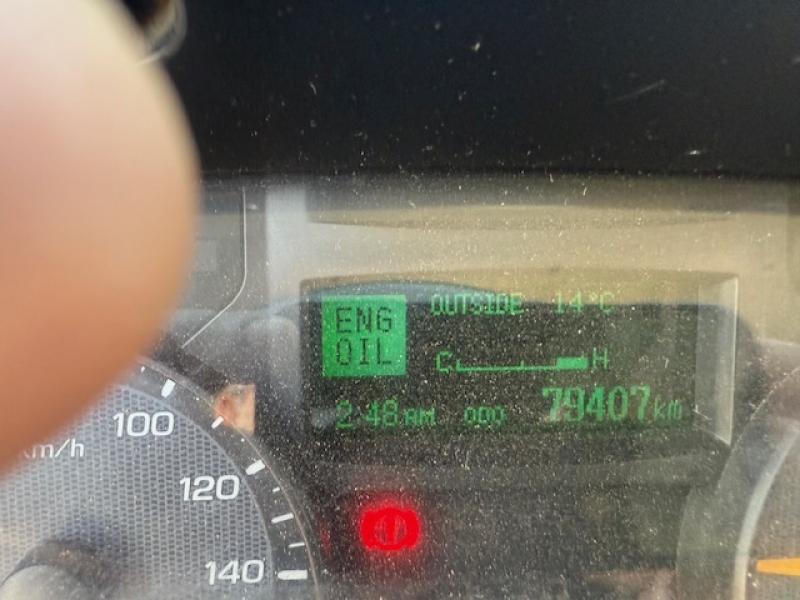 ENG
OIL
OUTSIDE 14°C
C H
2:48 AM ODO 79407 km
100
km/h
120
140